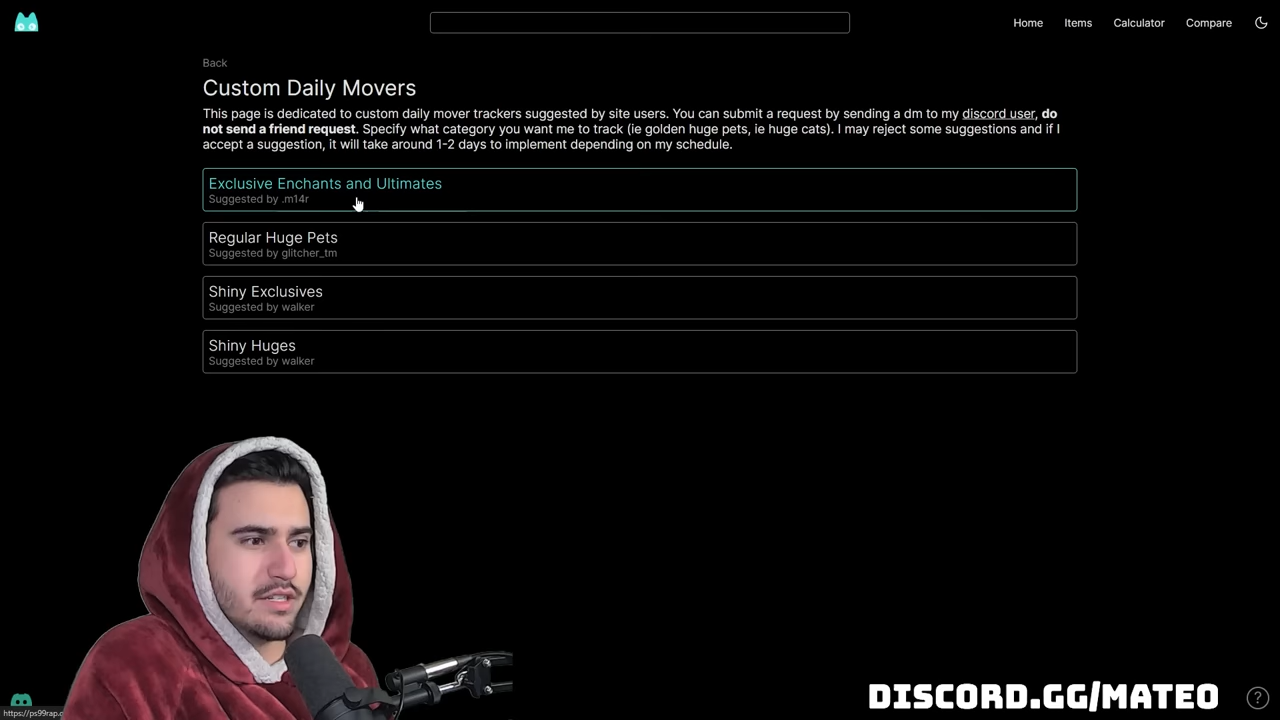 Home Items Calculator Compare
Back
Custom Daily Movers
This page is dedicated to custom daily mover trackers suggested by site users. You can submit a request by sending a dm to my discord user, do
not send a friend request. Specify what category you want me to track (ie golden huge pets, ie huge cats). I may reject some suggestions and if I
accept a suggestion, it will take around 1-2 days to implement depending on my schedule.
Exclusive Enchants and Ultimates
Suggested by .m14r
Regular Huge Pets
Suggested by glitcher_tm
Shiny Exclusives
Suggested by walker
Shiny Huges
Suggested by walker
DISCORD.GG/MATEO
?
https://ps99rap.c